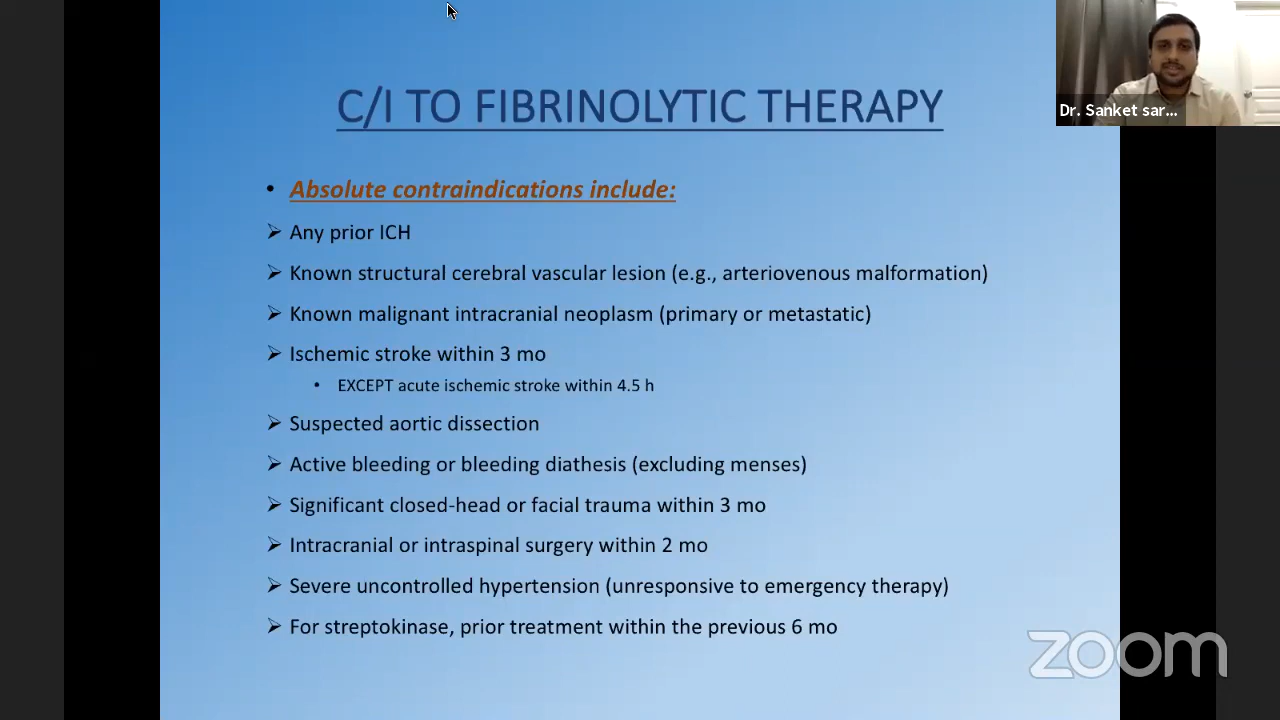 C/I TO FIBRINOLYTIC THERAPY
Dr. Sanket sar...
• Absolute contraindications include:
➢ Any prior ICH
➢ Known structural cerebral vascular lesion (e.g., arteriovenous malformation)
➢ Known malignant intracranial neoplasm (primary or metastatic)
➢ Ischemic stroke within 3 mo
• EXCEPT acute ischemic stroke within 4.5 h
➢ Suspected aortic dissection
➢ Active bleeding or bleeding diathesis (excluding menses)
➢ Significant closed-head or facial trauma within 3 mo
➢ Intracranial or intraspinal surgery within 2 mo
➢ Severe uncontrolled hypertension (unresponsive to emergency therapy)
➢ For streptokinase, prior treatment within the previous 6 mo
zoom